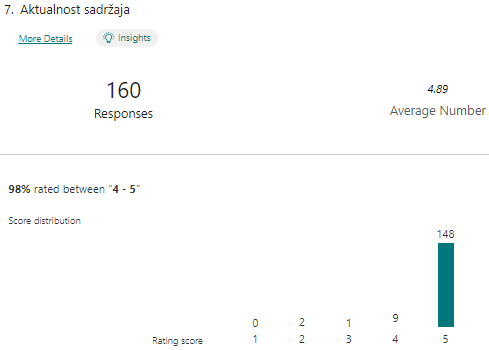 7. Aktualnost sadržaja
More Details
Insights
160
Responses
4.89
Average Number
98% rated between "4 - 5"
Score distribution
0 2 1 9 148
Rating score 1 2 3 4 5